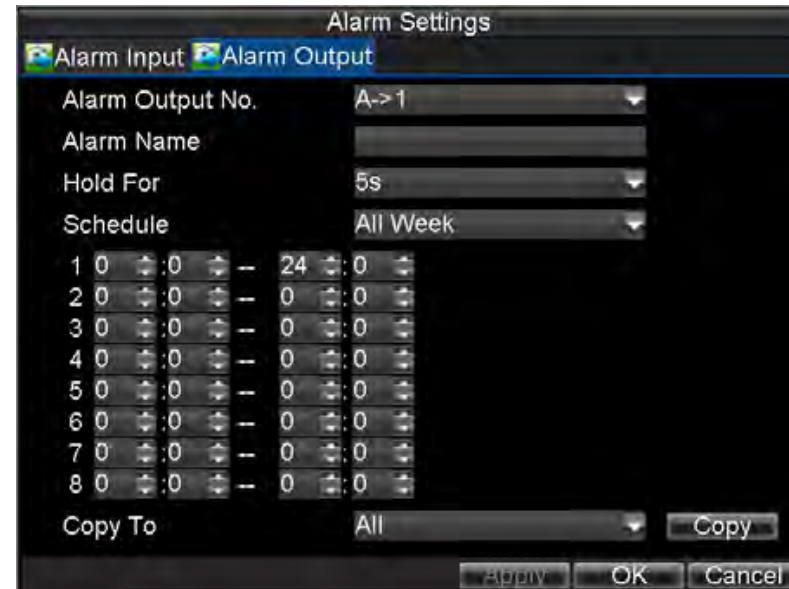 Alarm Settings
Alarm Input Alarm Output
Alarm Output No. A->1
Alarm Name
Hold For 5s
Schedule All Week
1 0 :0 -- 24 :0
2 0 :0 -- 0 :0
3 0 :0 -- 0 :0
4 0 :0 -- 0 :0
5 0 :0 -- 0 :0
6 0 :0 -- 0 :0
7 0 :0 -- 0 :0
8 0 :0 -- 0 :0
Copy To All Copy
Apply OK Cancel